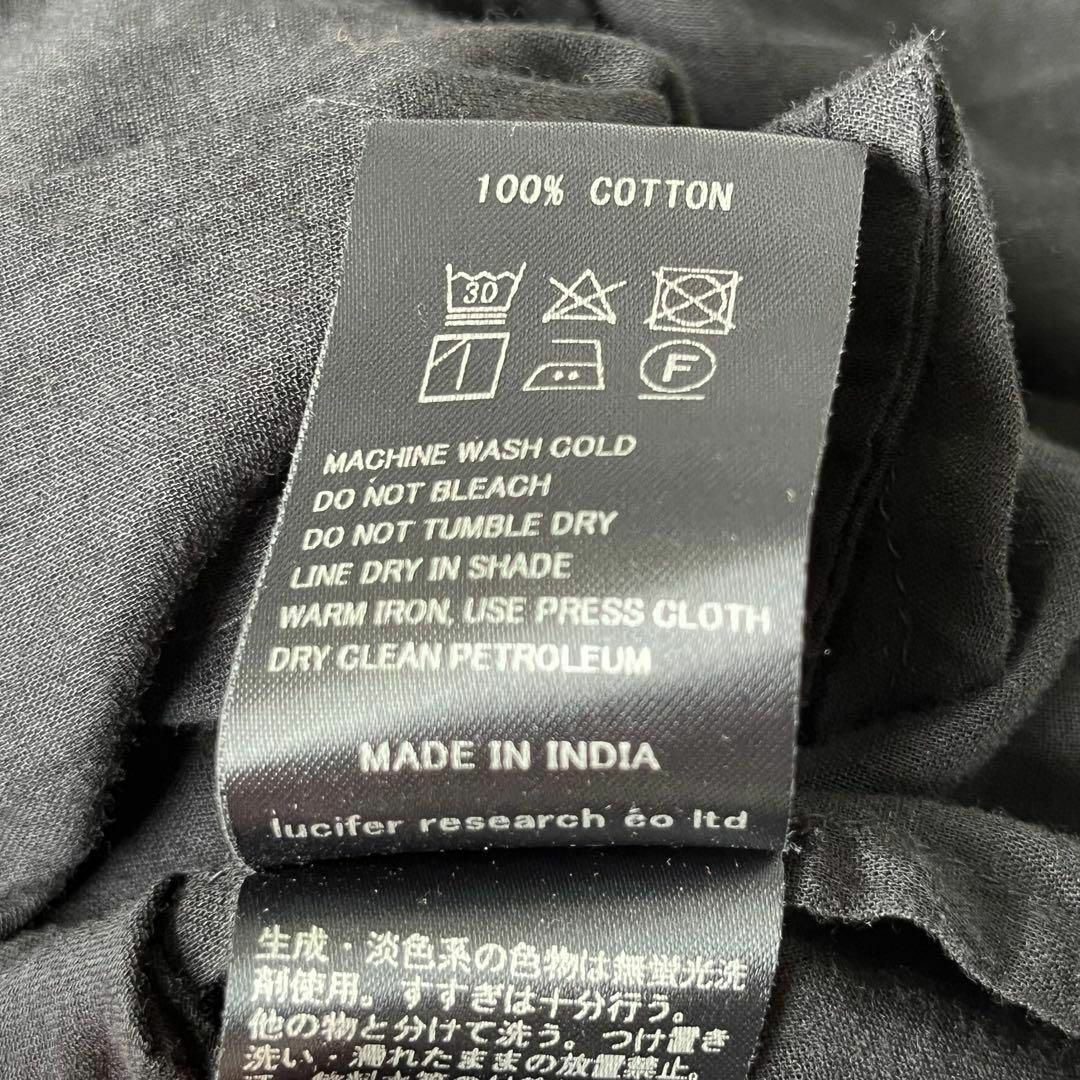 100% COTTON
30
F
MACHINE WASH COLD
DO NOT BLEACH
DO NOT TUMBLE DRY
LINE DRY IN SHADE
WARM IRON, USE PRESS CLOTH
DRY CLEAN PETROLEUM
MADE IN INDIA
lucifer research co ltd
生成・淡色系の色物は無蛍光洗
剤使用。すすぎは十分行う。
他の物と分けて洗う。つけ置き
洗い・濡れたままの放置禁止。